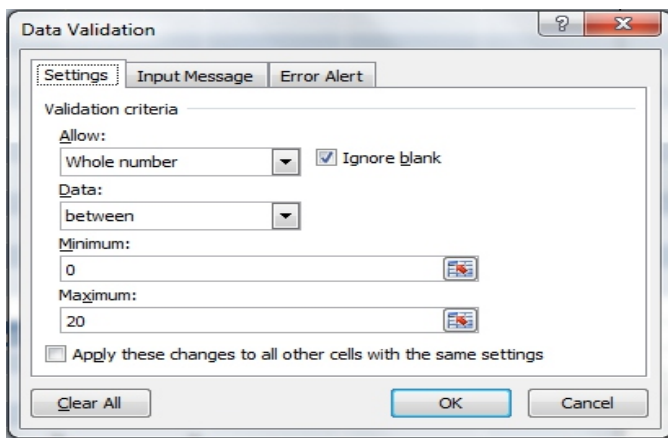 Data Validation
?
Settings Input Message Error Alert
Validation criteria
Allow:
Whole number Ignore blank
Data:
between
Minimum:
0
Maximum:
20
Apply these changes to all other cells with the same settings
Clear All OK Cancel